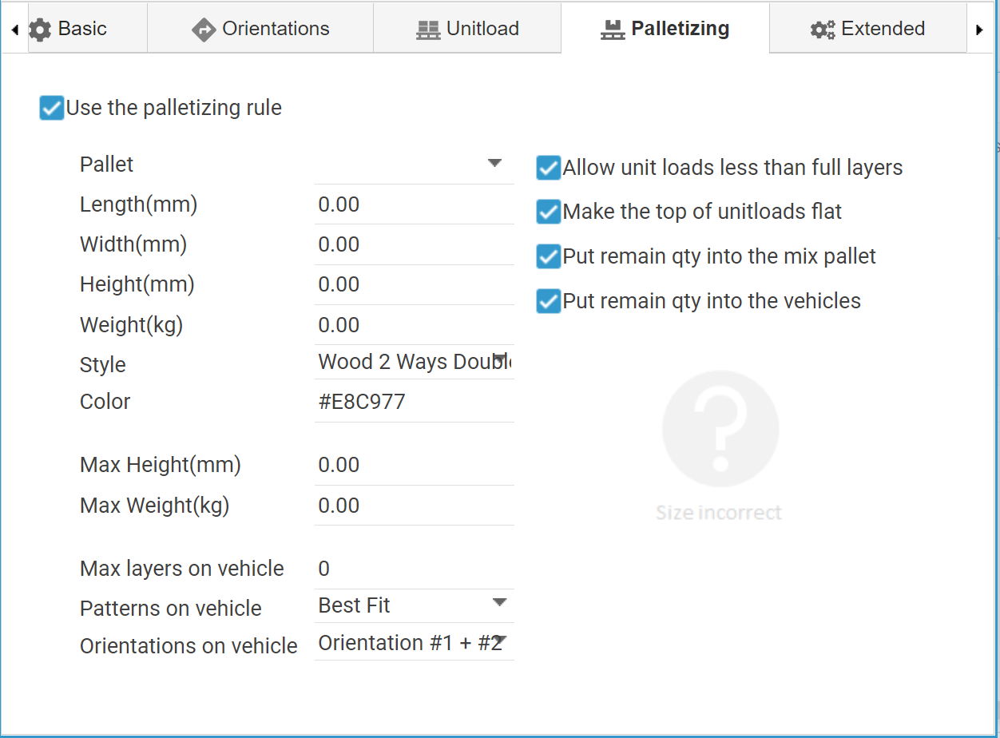 Basic Orientations Unitload Palletizing Extended
Use the palletizing rule
Pallet
Length(mm) 0.00
Width(mm) 0.00
Height(mm) 0.00
Weight(kg) 0.00
Style Wood 2 Ways Double
Color #E8C977
Max Height(mm) 0.00
Max Weight(kg) 0.00
Max layers on vehicle 0
Patterns on vehicle Best Fit
Orientations on vehicle Orientation #1 + #2
Allow unit loads less than full layers
Make the top of unitloads flat
Put remain qty into the mix pallet
Put remain qty into the vehicles
Size incorrect